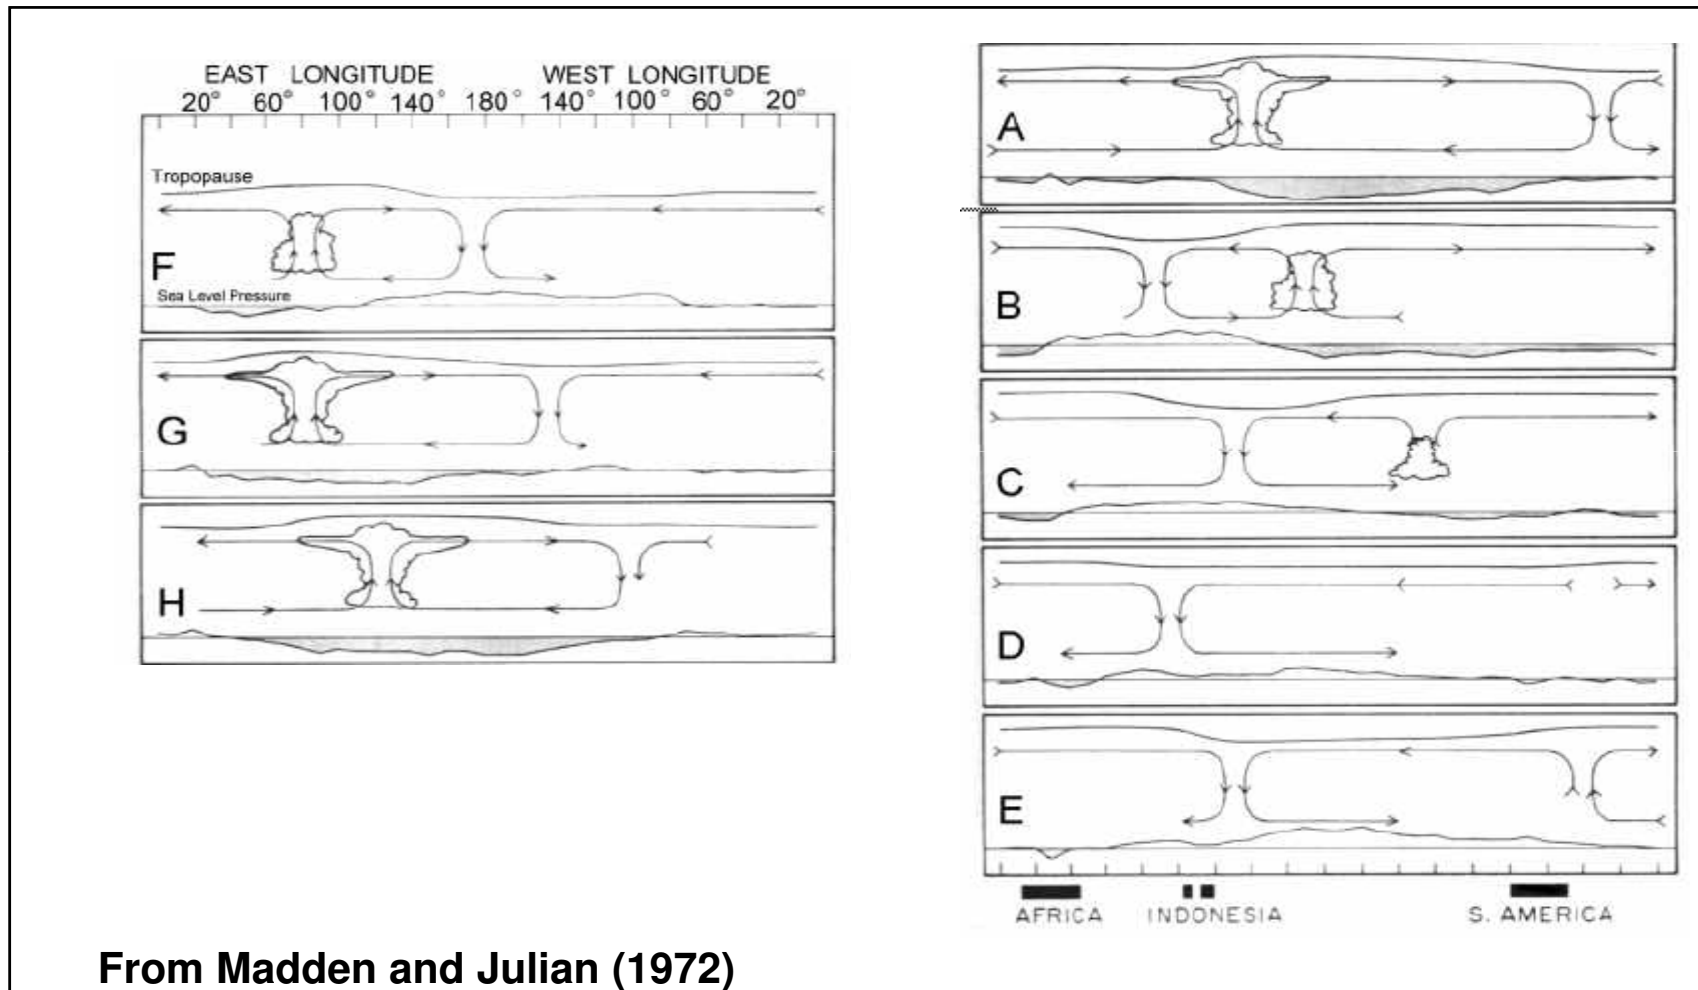 EAST LONGITUDE WEST LONGITUDE
20° 60° 100° 140° 180° 140° 100° 60° 20°
Tropopause
F
Sea Level Pressure
G
H
A
B
C
D
E
AFRICA INDONESIA S. AMERICA
From Madden and Julian (1972)